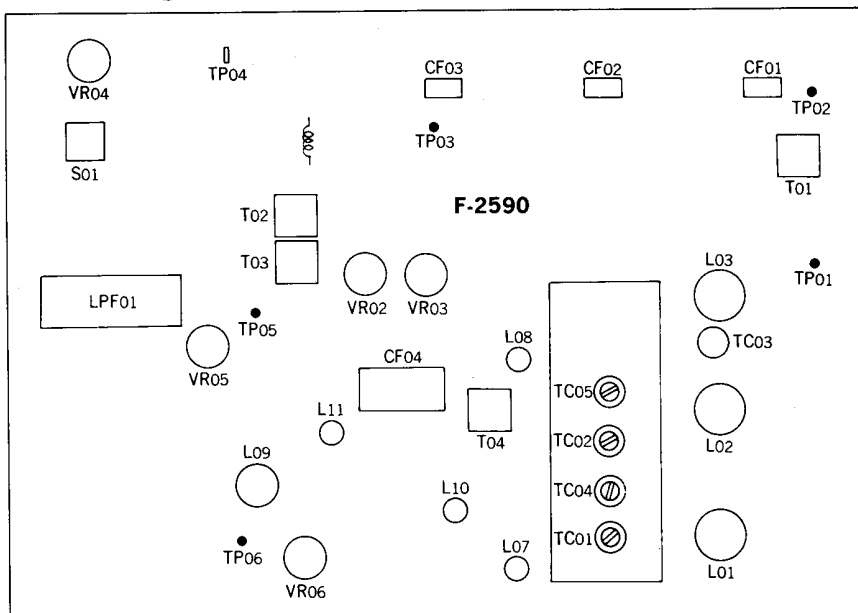 VR04
TP04
CF03
CF02
CF01
TP02
S01
TP03
T01
T02
F-2590
T03
LPF01
VR02
VR03
L03
TP01
TP05
VR05
CF04
L08
TC03
TC05
L11
T04
L02
TC02
L09
L10
TC04
TP06
VR06
L07
TC01
L01